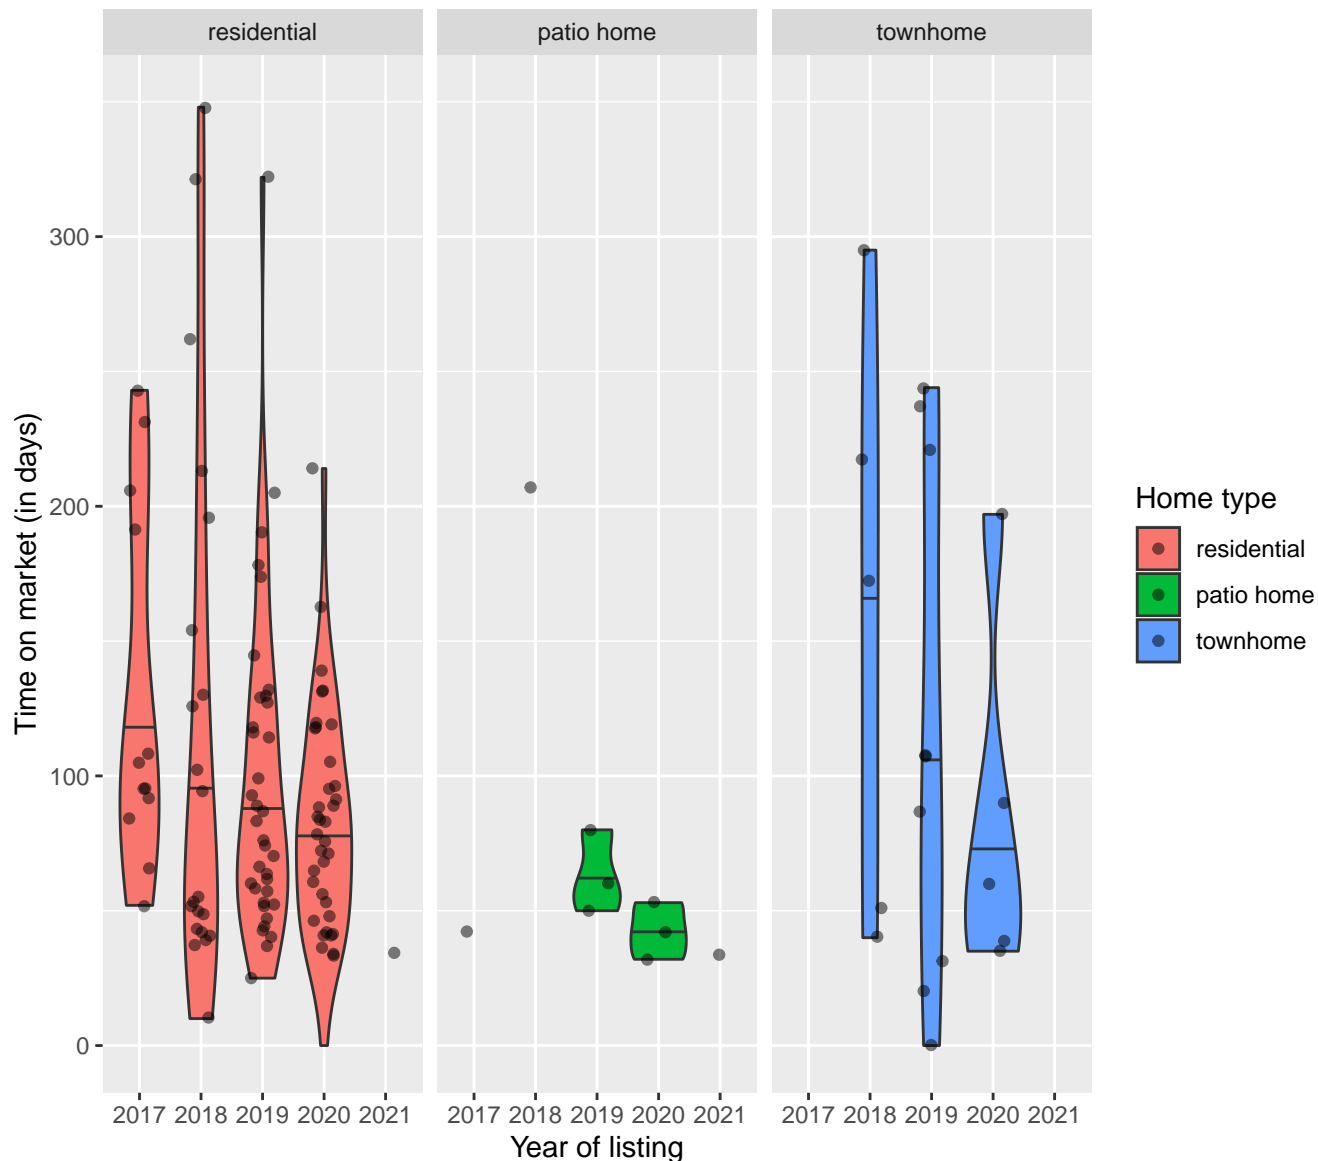 residential patio home townhome
Time on market (in days)
300
200
100
0
2017 2018 2019 2020 2021 2017 2018 2019 2020 2021 2017 2018 2019 2020 2021
Year of listing
Home type
residential
patio home
townhome